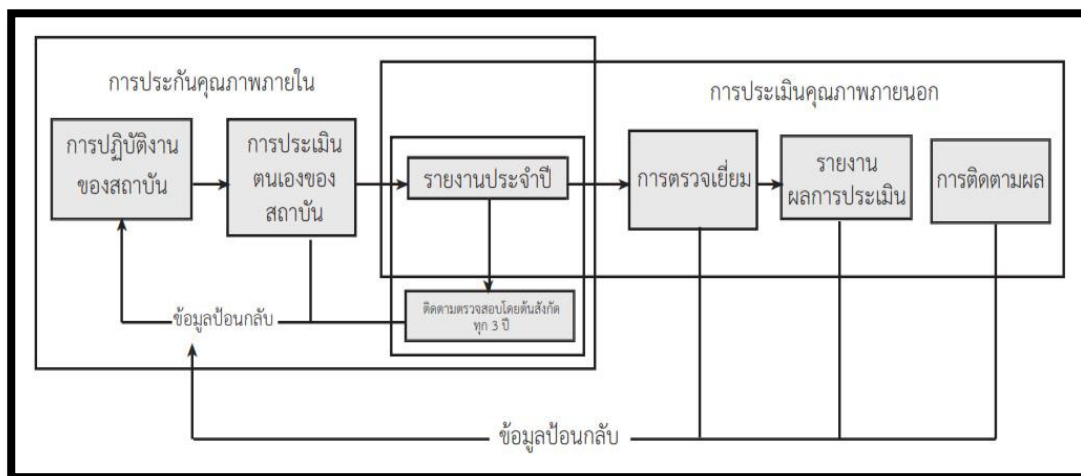 การประกันคุณภาพภายใน
การประเมินคุณภาพภายนอก
การปฏิบัติงาน
ของสถาบัน
การประเมิน
ตนเองของ
สถาบัน
รายงานประจำปี
การตรวจเยี่ยม
รายงาน
ผลการประเมิน
การติดตามผล
ติดตามตรวจสอบโดยต้นสังกัด
ทุก 3 ปี
ข้อมูลป้อนกลับ
ข้อมูลป้อนกลับ